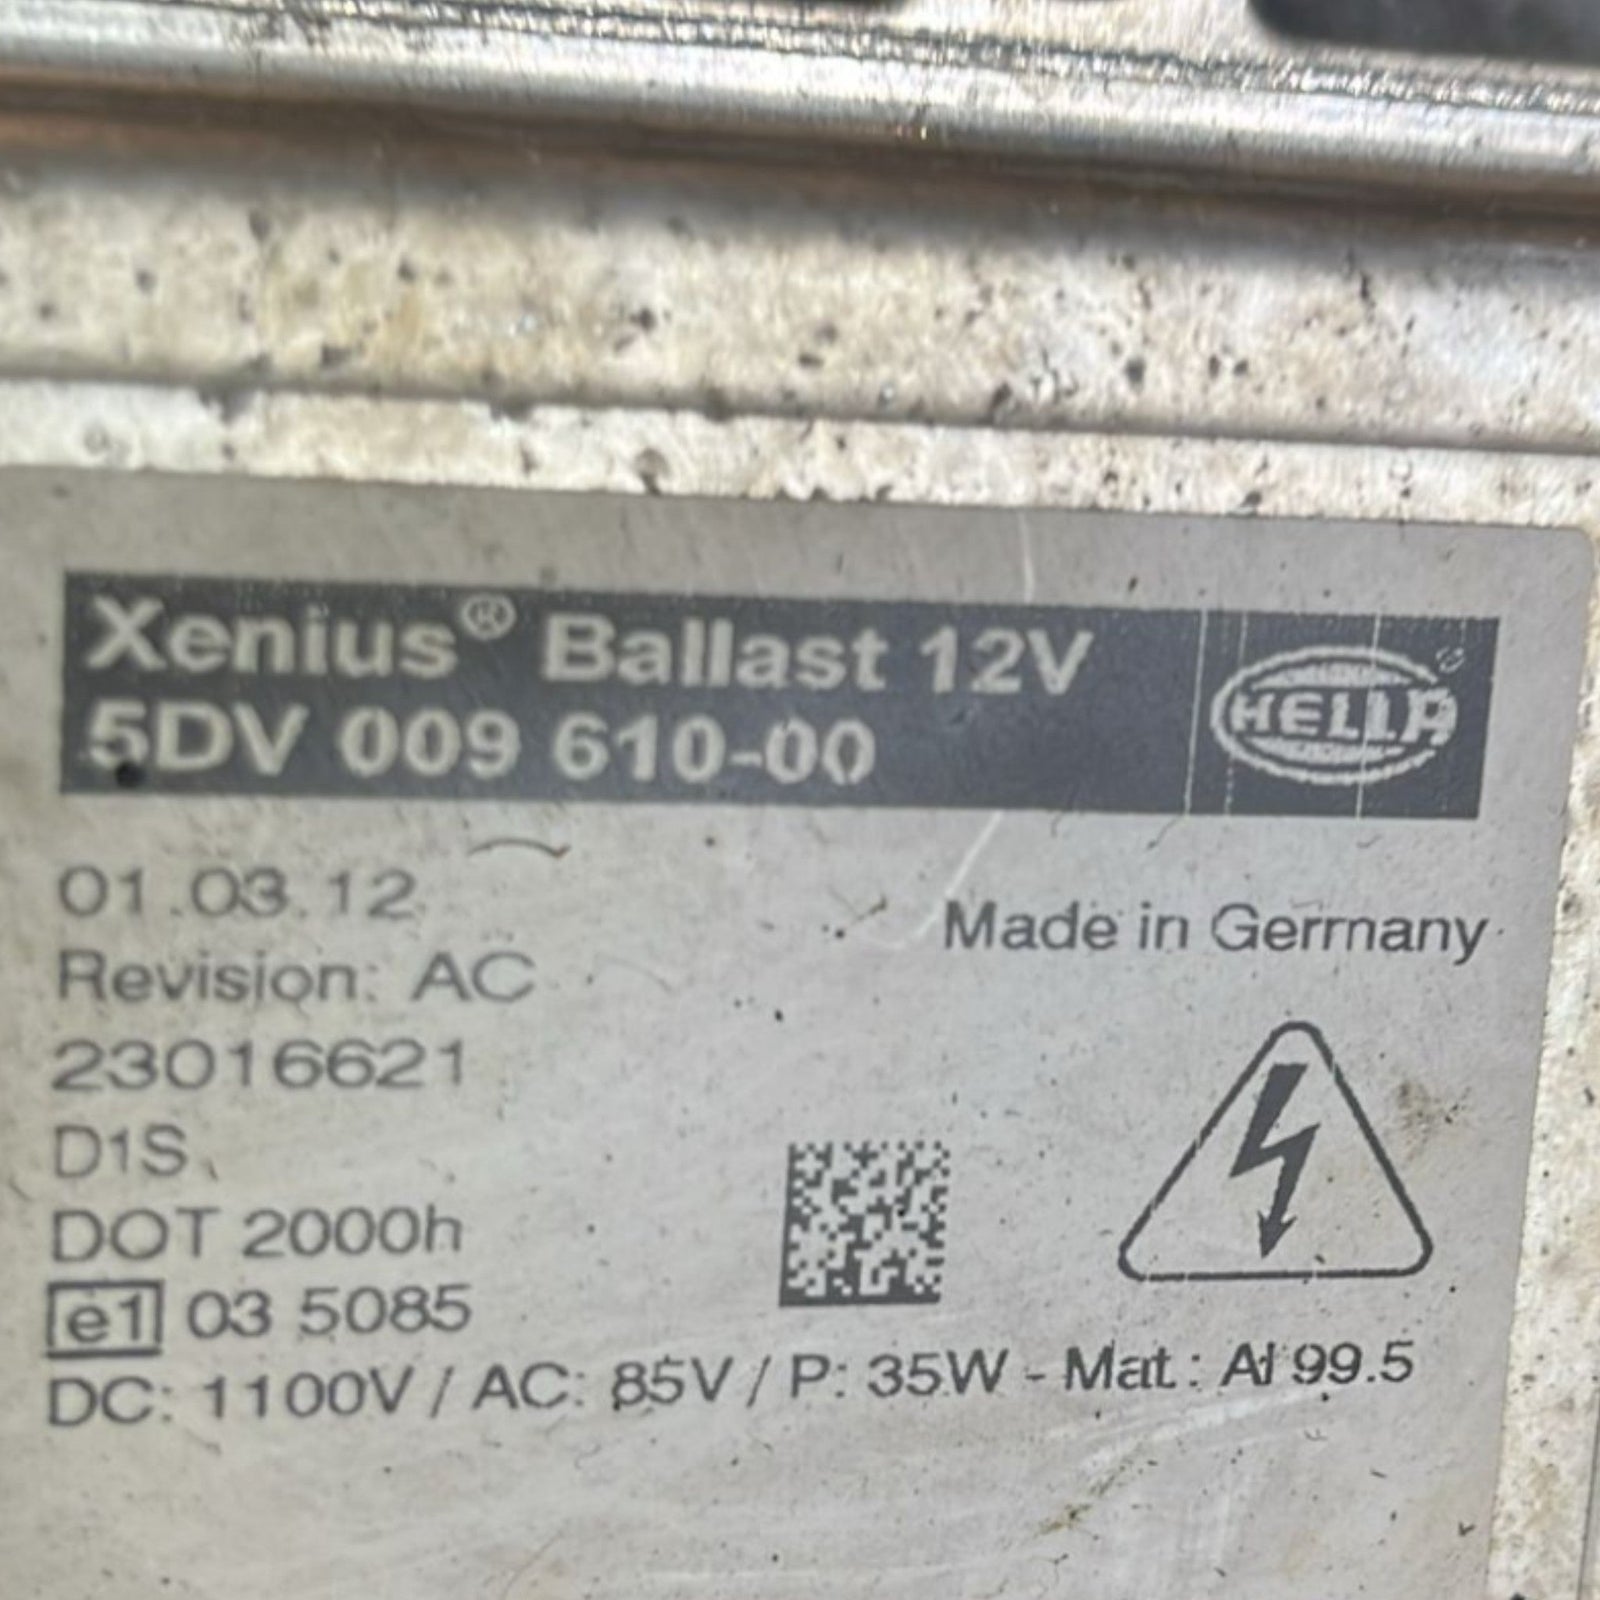 Xenius® Ballast 12V
5DV 009 610-00
HELLA
01.03.12
Made in Germany
Revision: AC
23016621
D1S
DOT 2000h
e1 03 5085
DC: 1100V / AC: 85V / P: 35W - Mat.: Al 99.5